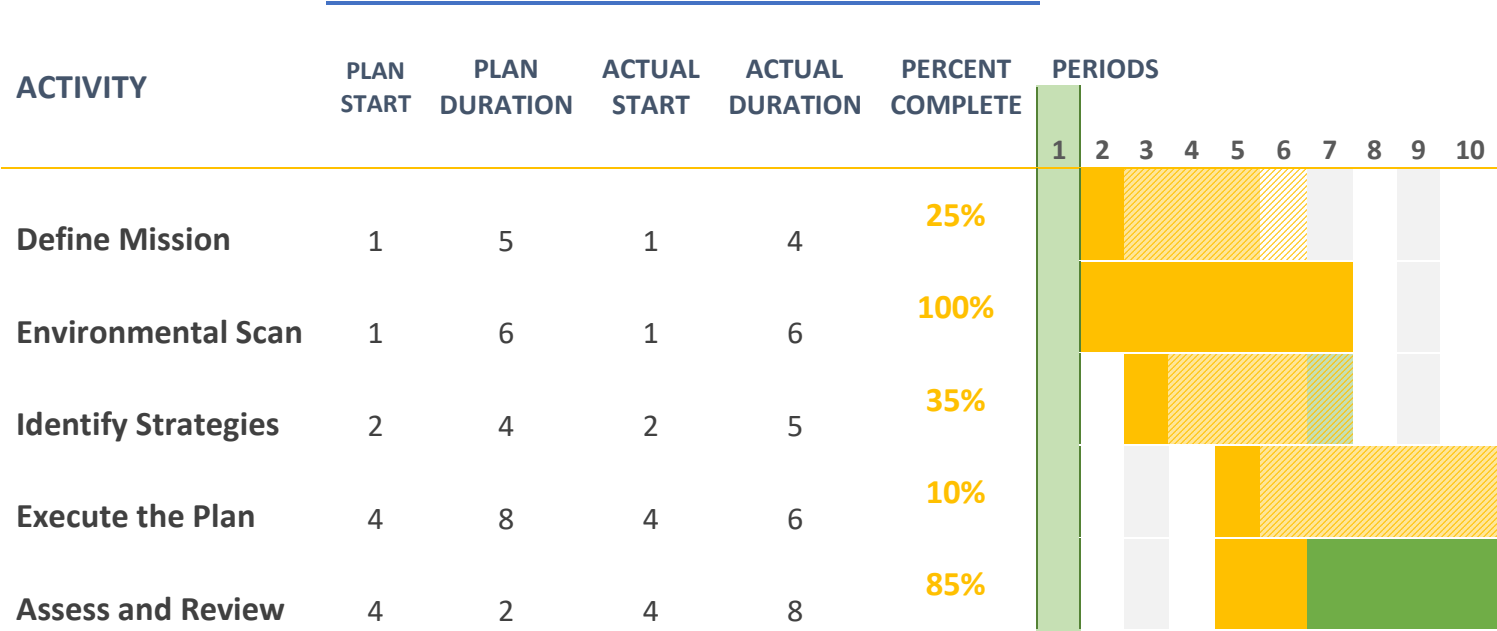 ACTIVITY PLAN START PLAN DURATION ACTUAL START ACTUAL DURATION PERCENT COMPLETE PERIODS
1 2 3 4 5 6 7 8 9 10
Define Mission 1 5 1 4 25%
Environmental Scan 1 6 1 6 100%
Identify Strategies 2 4 2 5 35%
Execute the Plan 4 8 4 6 10%
Assess and Review 4 2 4 8 85%